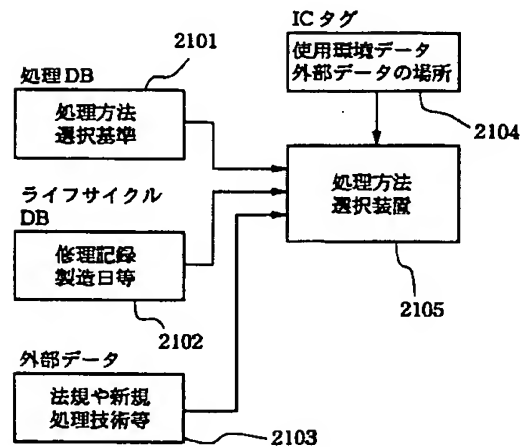 2101
処理DB
処理方法
選択基準
ICタグ
使用環境データ
外部データの場所
2104
ライフサイクル
DB
修理記録
製造日等
2102
処理方法
選択装置
2105
外部データ
法規や新規
処理技術等
2103